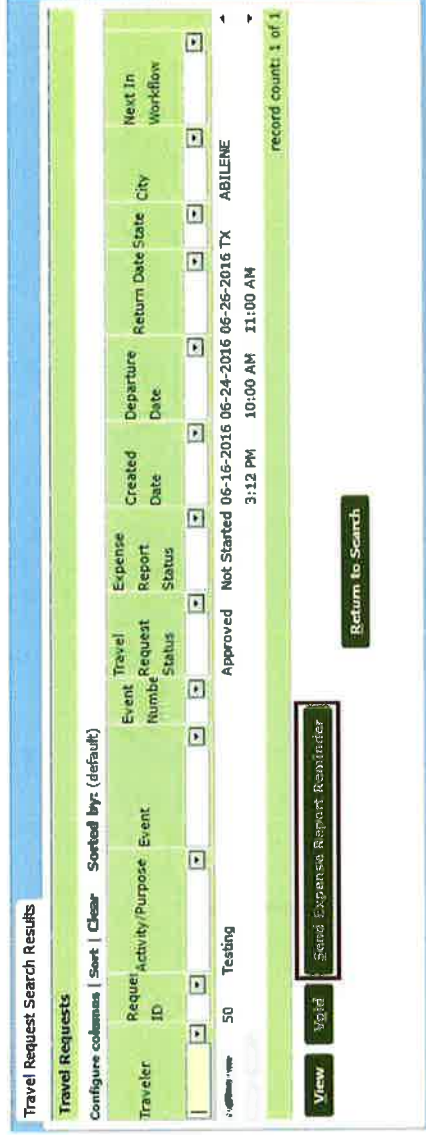 Travel Request Search Results
Travel Requests
Configure columns | Sort | Clear Sorted by: (default)
Traveler Reques ID Activity/Purpose Event Event Numbe Travel Request Status Expense Report Status Created Date Departure Date Return Date State City Next In Workflow
50 Testing Approved Not Started 06-16-2016 06-24-2016 06-26-2016 TX ABILENE
3:12 PM 10:00 AM 11:00 AM
record count: 1 of 1
View Void Send Expense Report Reminder
Return to Search